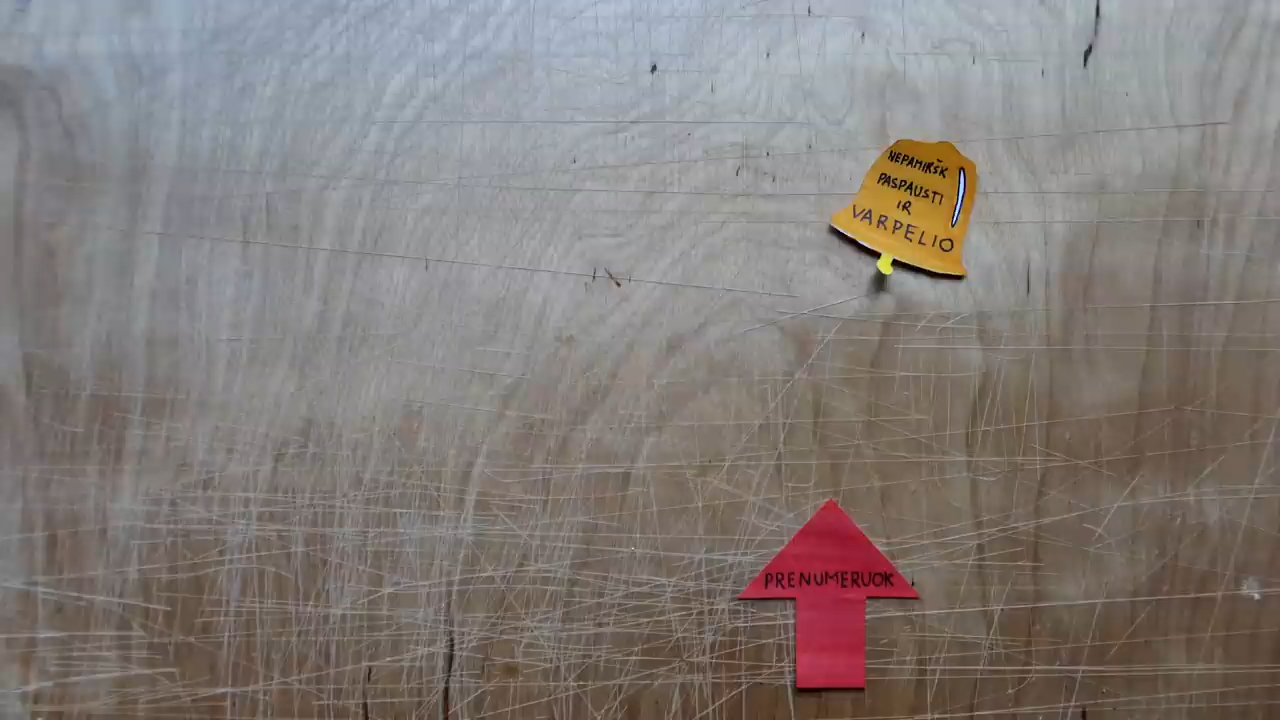 NEPAMIRŠK
PASPAUSTI
IR
VARPELIO
PRENUMERUOK